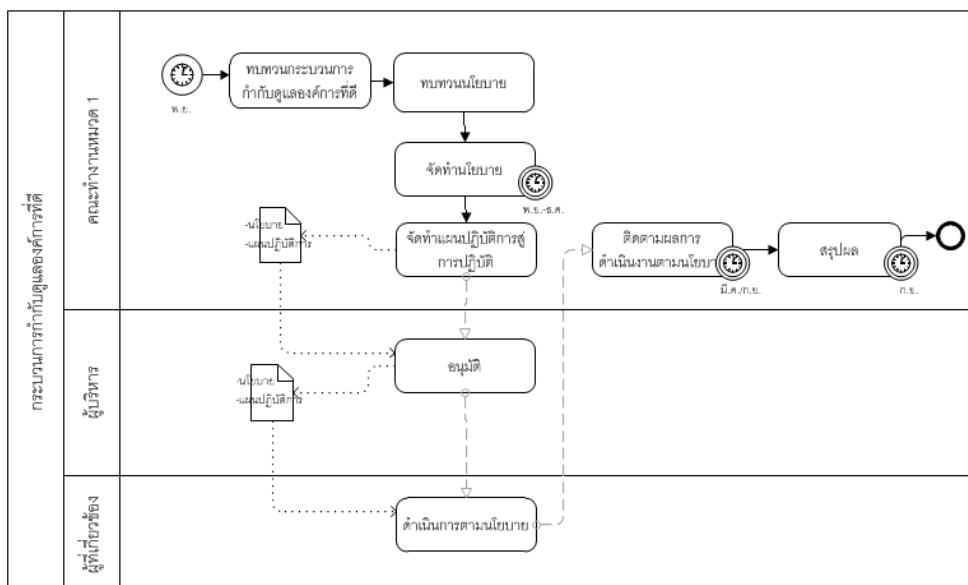 กระบวนการกำกับดูแลองค์การที่ดี
คณะทำงานหมวด 1
พ.ย.
ทบทวนกระบวนการ
กำกับดูแลองค์การที่ดี
ทบทวนนโยบาย
จัดทำนโยบาย
พ.ย.-ธ.ค.
-นโยบาย
-แผนปฏิบัติการ
จัดทำแผนปฏิบัติการสู่
การปฏิบัติ
ติดตามผลการ
ดำเนินงานตามนโยบาย
มี.ค./ก.ย.
สรุปผล
ก.ย.
ผู้บริหาร
-นโยบาย
-แผนปฏิบัติการ
อนุมัติ
ผู้ที่เกี่ยวข้อง
ดำเนินการตามนโยบาย